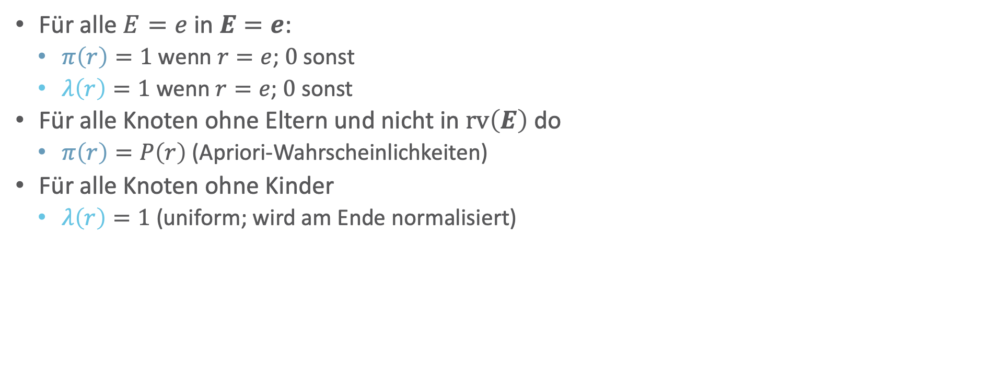 • Für alle 𝐸 = 𝑒 in 𝑬 = 𝒆:
• 𝜋(𝑟) = 1 wenn 𝑟 = 𝑒; 0 sonst
• 𝜆(𝑟) = 1 wenn 𝑟 = 𝑒; 0 sonst
• Für alle Knoten ohne Eltern und nicht in rv(𝑬) do
• 𝜋(𝑟) = 𝑃(𝑟) (Apriori-Wahrscheinlichkeiten)
• Für alle Knoten ohne Kinder
• 𝜆(𝑟) = 1 (uniform; wird am Ende normalisiert)